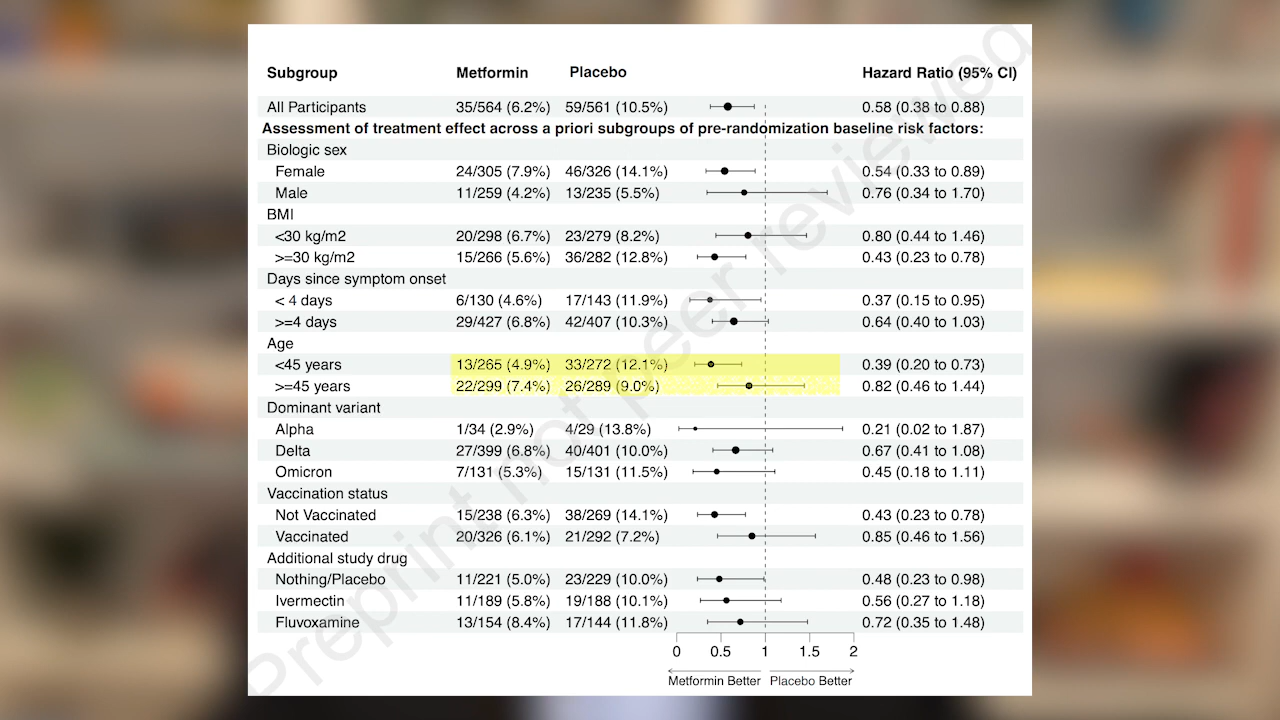 Subgroup Metformin Placebo Hazard Ratio (95% CI)
All Participants 35/564 (6.2%) 59/561 (10.5%) 0.58 (0.38 to 0.88)
Assessment of treatment effect across a priori subgroups of pre-randomization baseline risk factors:
Biologic sex
Female 24/305 (7.9%) 46/326 (14.1%) 0.54 (0.33 to 0.89)
Male 11/259 (4.2%) 13/235 (5.5%) 0.76 (0.34 to 1.70)
BMI
<30 kg/m2 20/298 (6.7%) 23/279 (8.2%) 0.80 (0.44 to 1.46)
>=30 kg/m2 15/266 (5.6%) 36/282 (12.8%) 0.43 (0.23 to 0.78)
Days since symptom onset
< 4 days 6/130 (4.6%) 17/143 (11.9%) 0.37 (0.15 to 0.95)
>=4 days 29/427 (6.8%) 42/407 (10.3%) 0.64 (0.40 to 1.03)
Age
<45 years 13/265 (4.9%) 33/272 (12.1%) 0.39 (0.20 to 0.73)
>=45 years 22/299 (7.4%) 26/289 (9.0%) 0.82 (0.46 to 1.44)
Dominant variant
Alpha 1/34 (2.9%) 4/29 (13.8%) 0.21 (0.02 to 1.87)
Delta 27/399 (6.8%) 40/401 (10.0%) 0.67 (0.41 to 1.08)
Omicron 7/131 (5.3%) 15/131 (11.5%) 0.45 (0.18 to 1.11)
Vaccination status
Not Vaccinated 15/238 (6.3%) 38/269 (14.1%) 0.43 (0.23 to 0.78)
Vaccinated 20/326 (6.1%) 21/292 (7.2%) 0.85 (0.46 to 1.56)
Additional study drug
Nothing/Placebo 11/221 (5.0%) 23/229 (10.0%) 0.48 (0.23 to 0.98)
Ivermectin 11/189 (5.8%) 19/188 (10.1%) 0.56 (0.27 to 1.18)
Fluvoxamine 13/154 (8.4%) 17/144 (11.8%) 0.72 (0.35 to 1.48)
0 0.5 1 1.5 2
Metformin Better Placebo Better
Preprint not peer reviewed